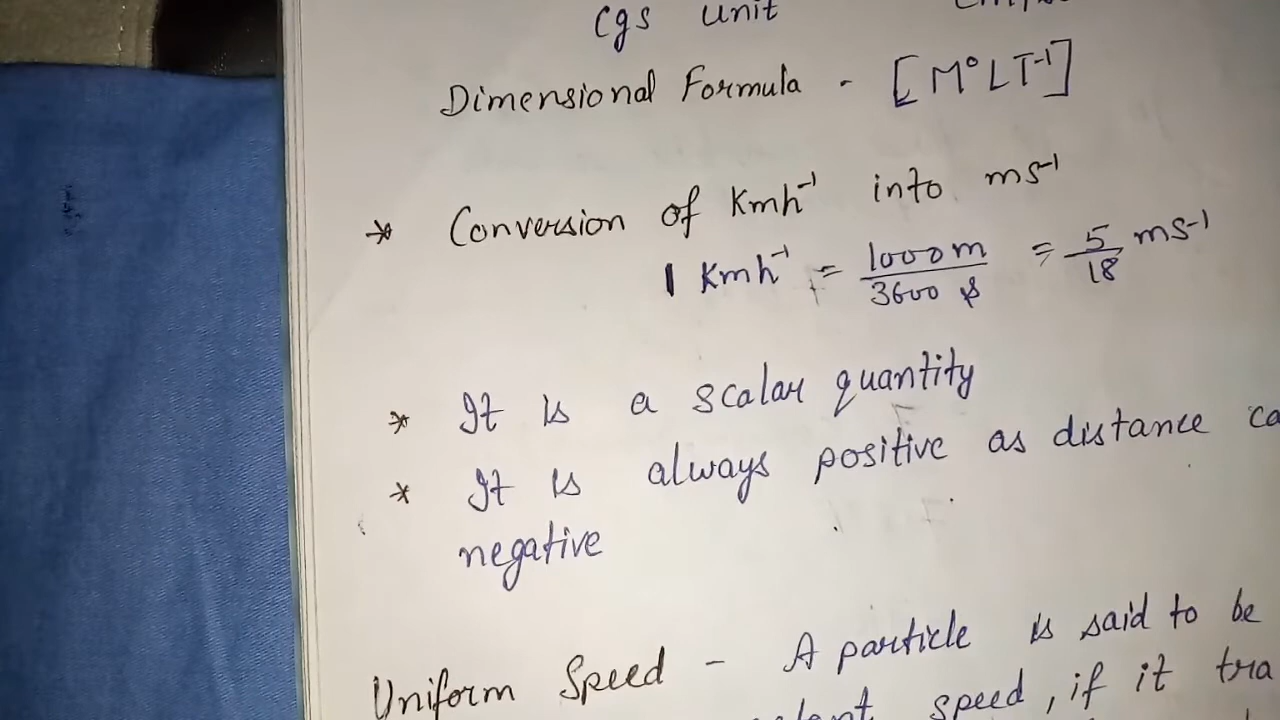 Cgs unit
Dimensional Formula - [M°LT⁻¹]
* Conversion of Kmh⁻¹ into ms⁻¹
1 Kmh⁻¹ = 1000m / 3600 s = 5/18 ms⁻¹
* It is a scalar quantity
* It is always positive as distance ca
negative
Uniform Speed - A particle is said to be
speed, if it tra